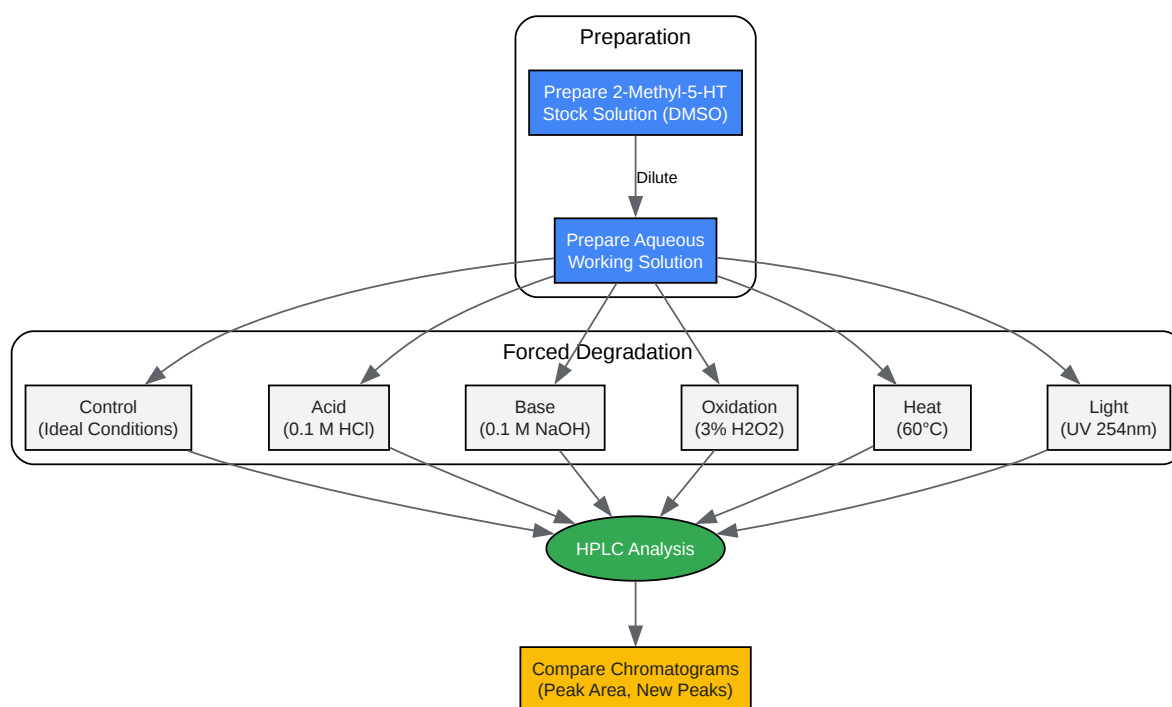 Preparation
Prepare 2-Methyl-5-HT
Stock Solution (DMSO)
Dilute
Prepare Aqueous
Working Solution
Forced Degradation
Control
(Ideal Conditions)
Acid
(0.1 M HCl)
Base
(0.1 M NaOH)
Oxidation
(3% H2O2)
Heat
(60°C)
Light
(UV 254nm)
HPLC Analysis
Compare Chromatograms
(Peak Area, New Peaks)